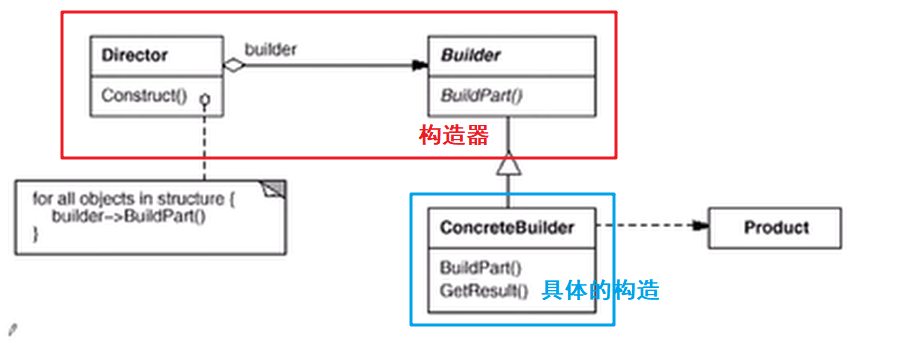 Director
builder
Builder
Construct()
BuildPart()
构造器
for all objects in structure {
builder->BuildPart()
}
ConcreteBuilder
Product
BuildPart()
GetResult()
具体的构造